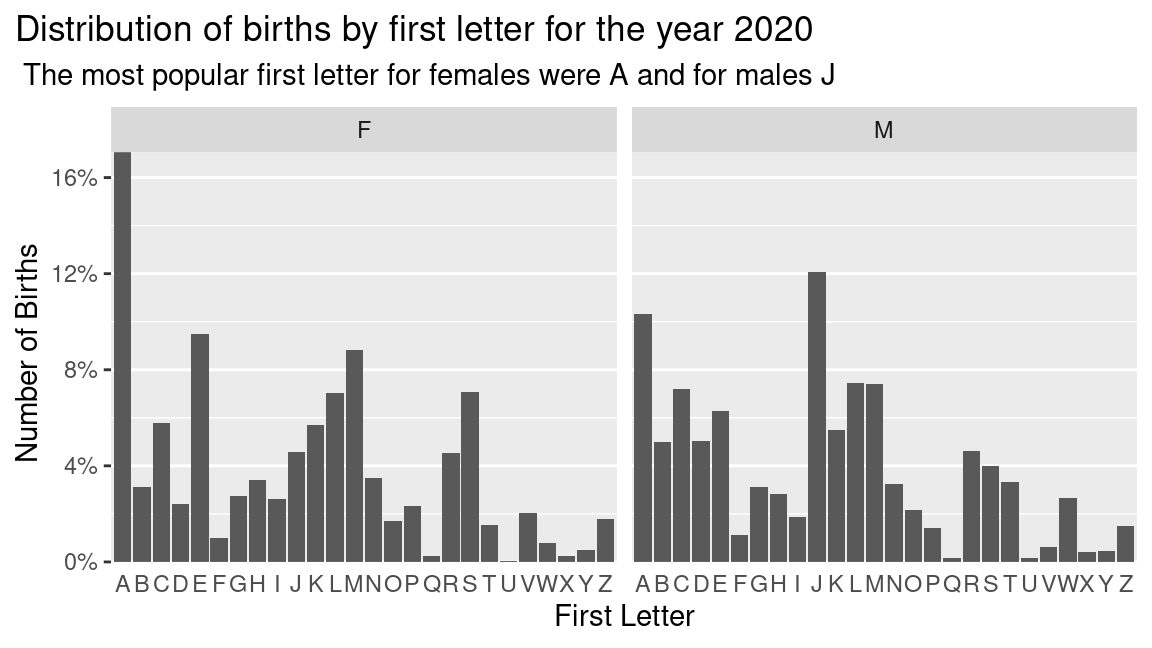 Distribution of births by first letter for the year 2020
The most popular first letter for females were A and for males J
F
M
16%
12%
8%
4%
0%
Number of Births
A B C D E F G H I J K L M N O P Q R S T U V W X Y Z
A B C D E F G H I J K L M N O P Q R S T U V W X Y Z
First Letter